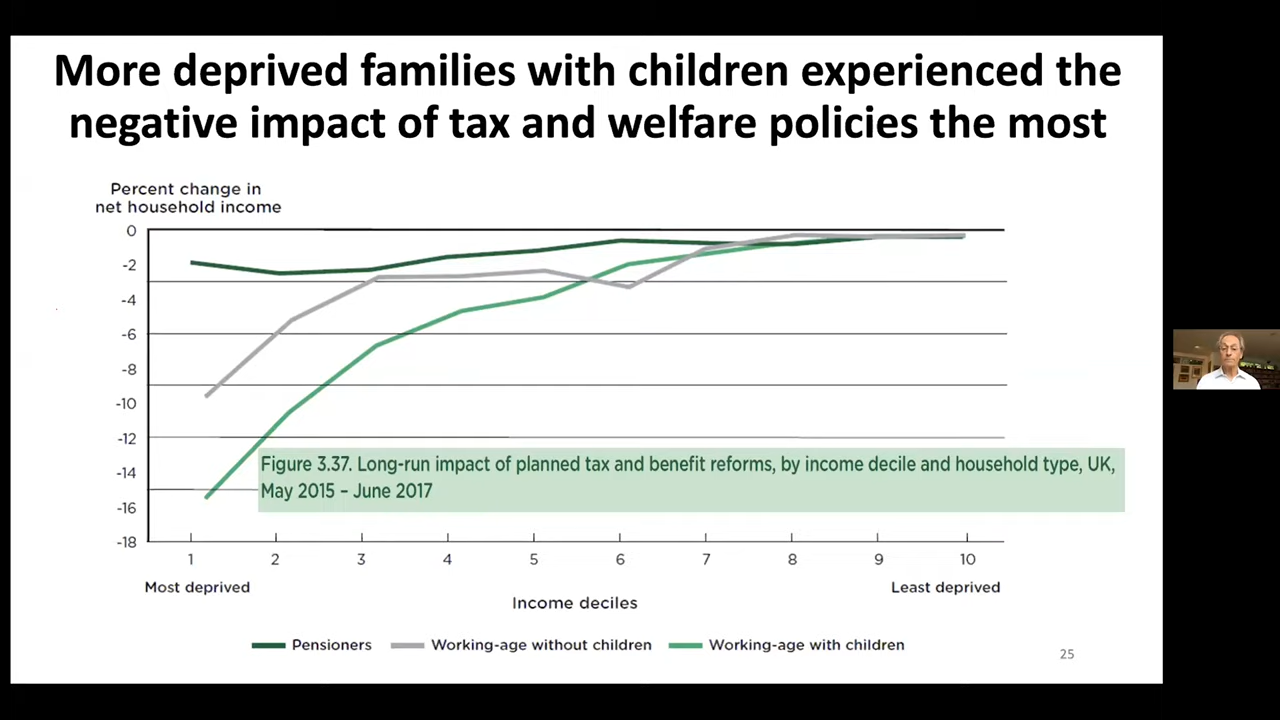 More deprived families with children experienced the
negative impact of tax and welfare policies the most
Percent change in
net household income
0
-2
-4
-6
-8
-10
-12
-14
-16
-18
Figure 3.37. Long-run impact of planned tax and benefit reforms, by income decile and household type, UK,
May 2015 – June 2017
1 2 3 4 5 6 7 8 9 10
Most deprived Least deprived
Income deciles
Pensioners Working-age without children Working-age with children
25